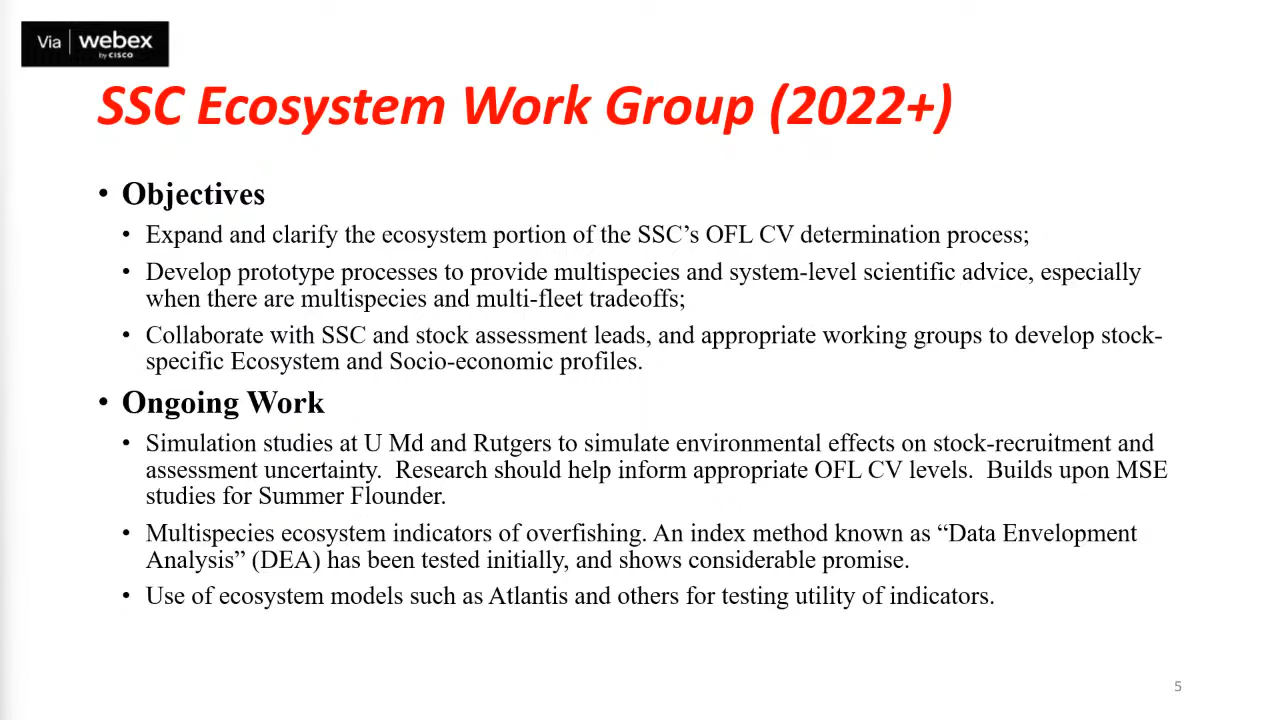 Via | webex
by CISCO
SSC Ecosystem Work Group (2022+)
• Objectives
• Expand and clarify the ecosystem portion of the SSC’s OFL CV determination process;
• Develop prototype processes to provide multispecies and system-level scientific advice, especially
when there are multispecies and multi-fleet tradeoffs;
• Collaborate with SSC and stock assessment leads, and appropriate working groups to develop stock-
specific Ecosystem and Socio-economic profiles.
• Ongoing Work
• Simulation studies at U Md and Rutgers to simulate environmental effects on stock-recruitment and
assessment uncertainty.  Research should help inform appropriate OFL CV levels.  Builds upon MSE
studies for Summer Flounder.
• Multispecies ecosystem indicators of overfishing. An index method known as “Data Envelopment
Analysis” (DEA) has been tested initially, and shows considerable promise.
• Use of ecosystem models such as Atlantis and others for testing utility of indicators.
5